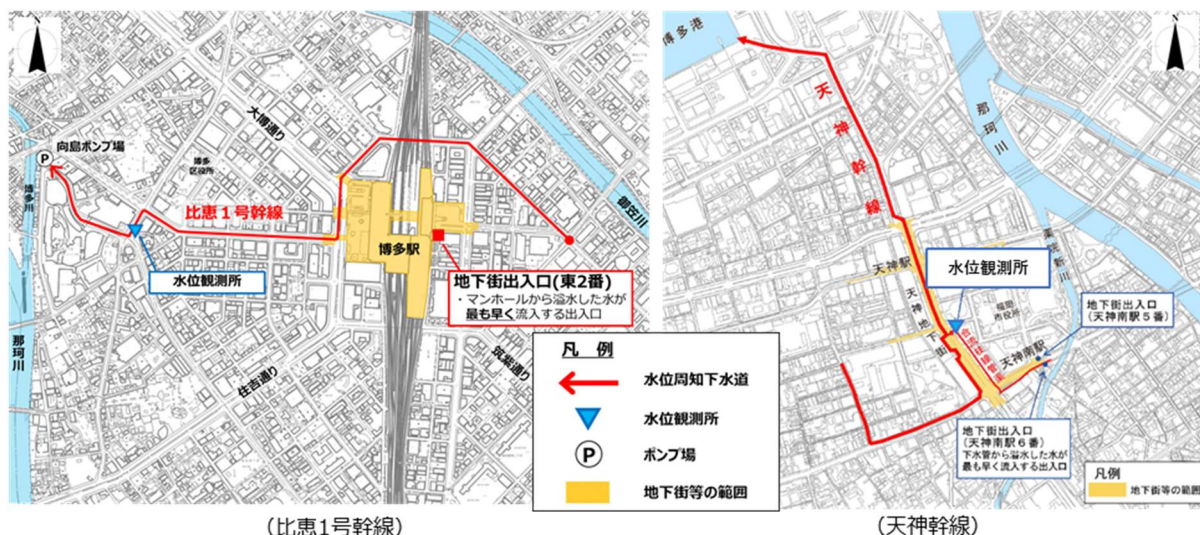 向島ポンプ場
P
大博通り
博多
区役所
比恵1号幹線
博多川
那珂川
水位観測所
博多駅
御笠川
地下街出入口(東2番)
・マンホールから溢水した水が
最も早く流入する出入口
住吉通り
筑紫通り
凡 例
水位周知下水道
水位観測所
P
ポンプ場
地下街等の範囲
(比恵1号幹線)
博多港
天神幹線
那珂川
天神駅
水位観測所
天神地下街
福岡
市役所
天神南駅
地下街出入口
(天神南駅5番)
地下街出入口
(天神南駅6番)
下水管から溢水した水が
最も早く流入する出入口
凡例
地下街等の範囲
(天神幹線)